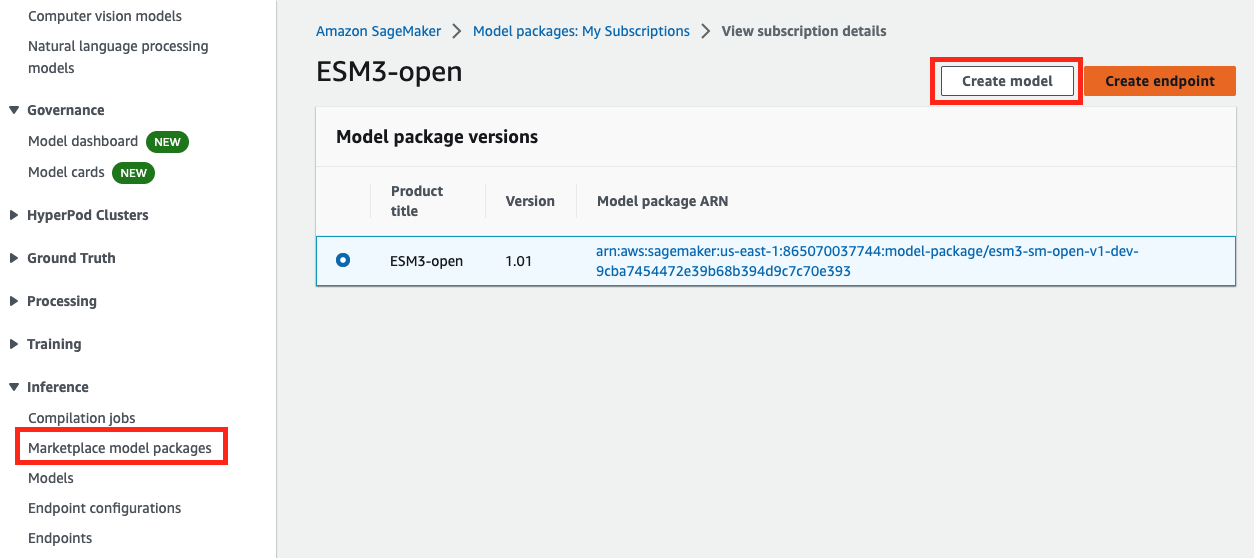 Computer vision models
Natural language processing
models
Governance
Model dashboard NEW
Model cards NEW
HyperPod Clusters
Ground Truth
Processing
Training
Inference
Compilation jobs
Marketplace model packages
Models
Endpoint configurations
Endpoints
Amazon SageMaker > Model packages: My Subscriptions > View subscription details
ESM3-open
Create model Create endpoint
Model package versions
Product
title
Version
Model package ARN
ESM3-open
1.01
arn:aws:sagemaker:us-east-1:865070037744:model-package/esm3-sm-open-v1-dev-
9cba7454472e39b68b394d9c7c70e393